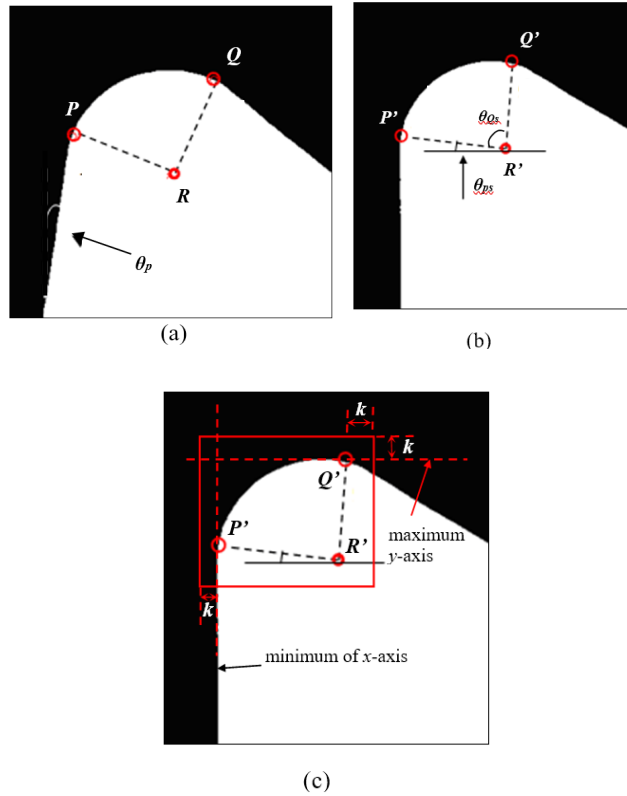 Q
P
R
θp
(a)
Q'
P'
θQs
R'
θps
(b)
k
k
Q'
P'
R'
maximum
y-axis
k
minimum of x-axis
(c)